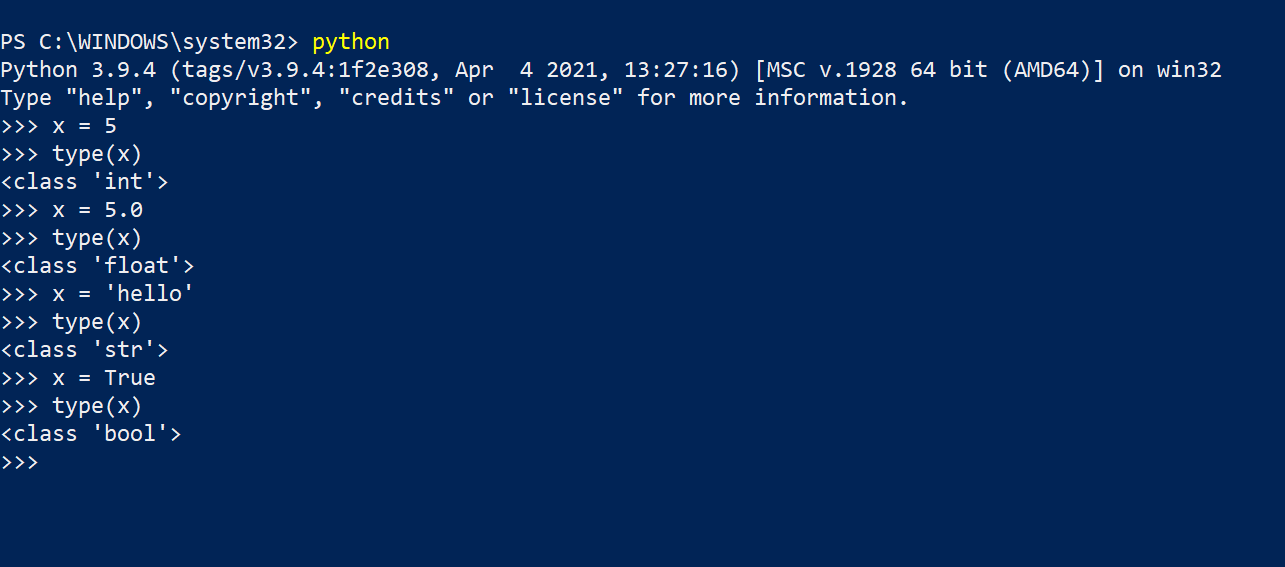 PS C:\WINDOWS\system32> python
Python 3.9.4 (tags/v3.9.4:1f2e308, Apr  4 2021, 13:27:16) [MSC v.1928 64 bit (AMD64)] on win32
Type "help", "copyright", "credits" or "license" for more information.
>>> x = 5
>>> type(x)
<class 'int'>
>>> x = 5.0
>>> type(x)
<class 'float'>
>>> x = 'hello'
>>> type(x)
<class 'str'>
>>> x = True
>>> type(x)
<class 'bool'>
>>>